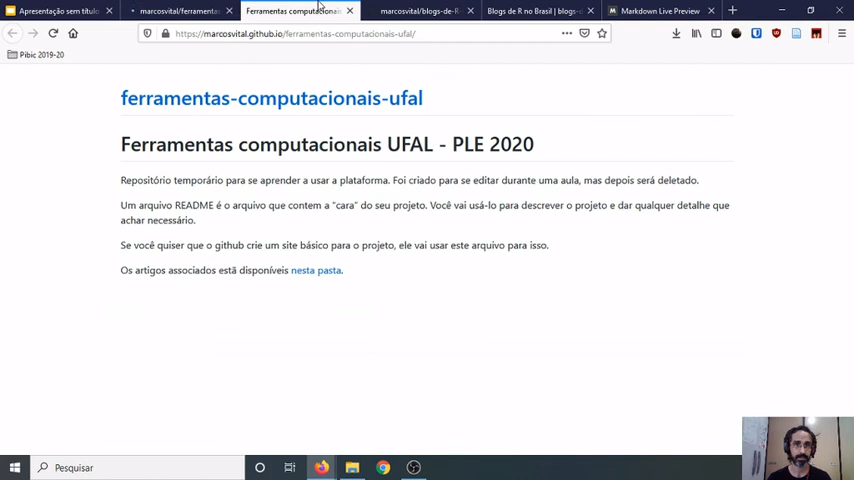 Apresentação sem título
marcosvital/ferramentas
Ferramentas computacionais
marcosvital/blogs-de-R-
Blogs de R no Brasil | blogs-
Markdown Live Preview
https://marcosvital.github.io/ferramentas-computacionais-ufal/
Pibic 2019-20
ferramentas-computacionais-ufal
Ferramentas computacionais UFAL - PLE 2020
Repositório temporário para se aprender a usar a plataforma. Foi criado para se editar durante uma aula, mas depois será deletado.
Um arquivo README é o arquivo que contem a "cara" do seu projeto. Você vai usá-lo para descrever o projeto e dar qualquer detalhe que
achar necessário.
Se você quiser que o github crie um site básico para o projeto, ele vai usar este arquivo para isso.
Os artigos associados estã disponíveis nesta pasta.
Pesquisar